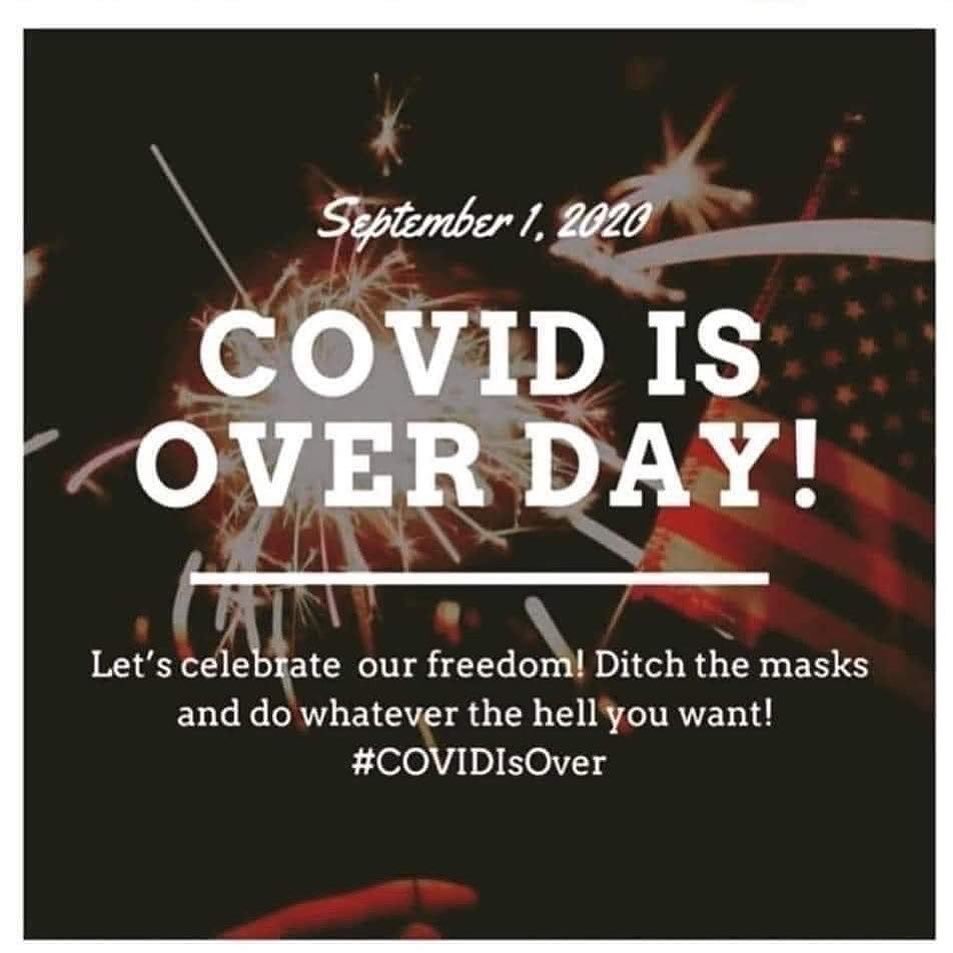 September 1, 2020
COVID IS
OVER DAY!
Let's celebrate our freedom! Ditch the masks
and do whatever the hell you want!
#COVIDIsOver